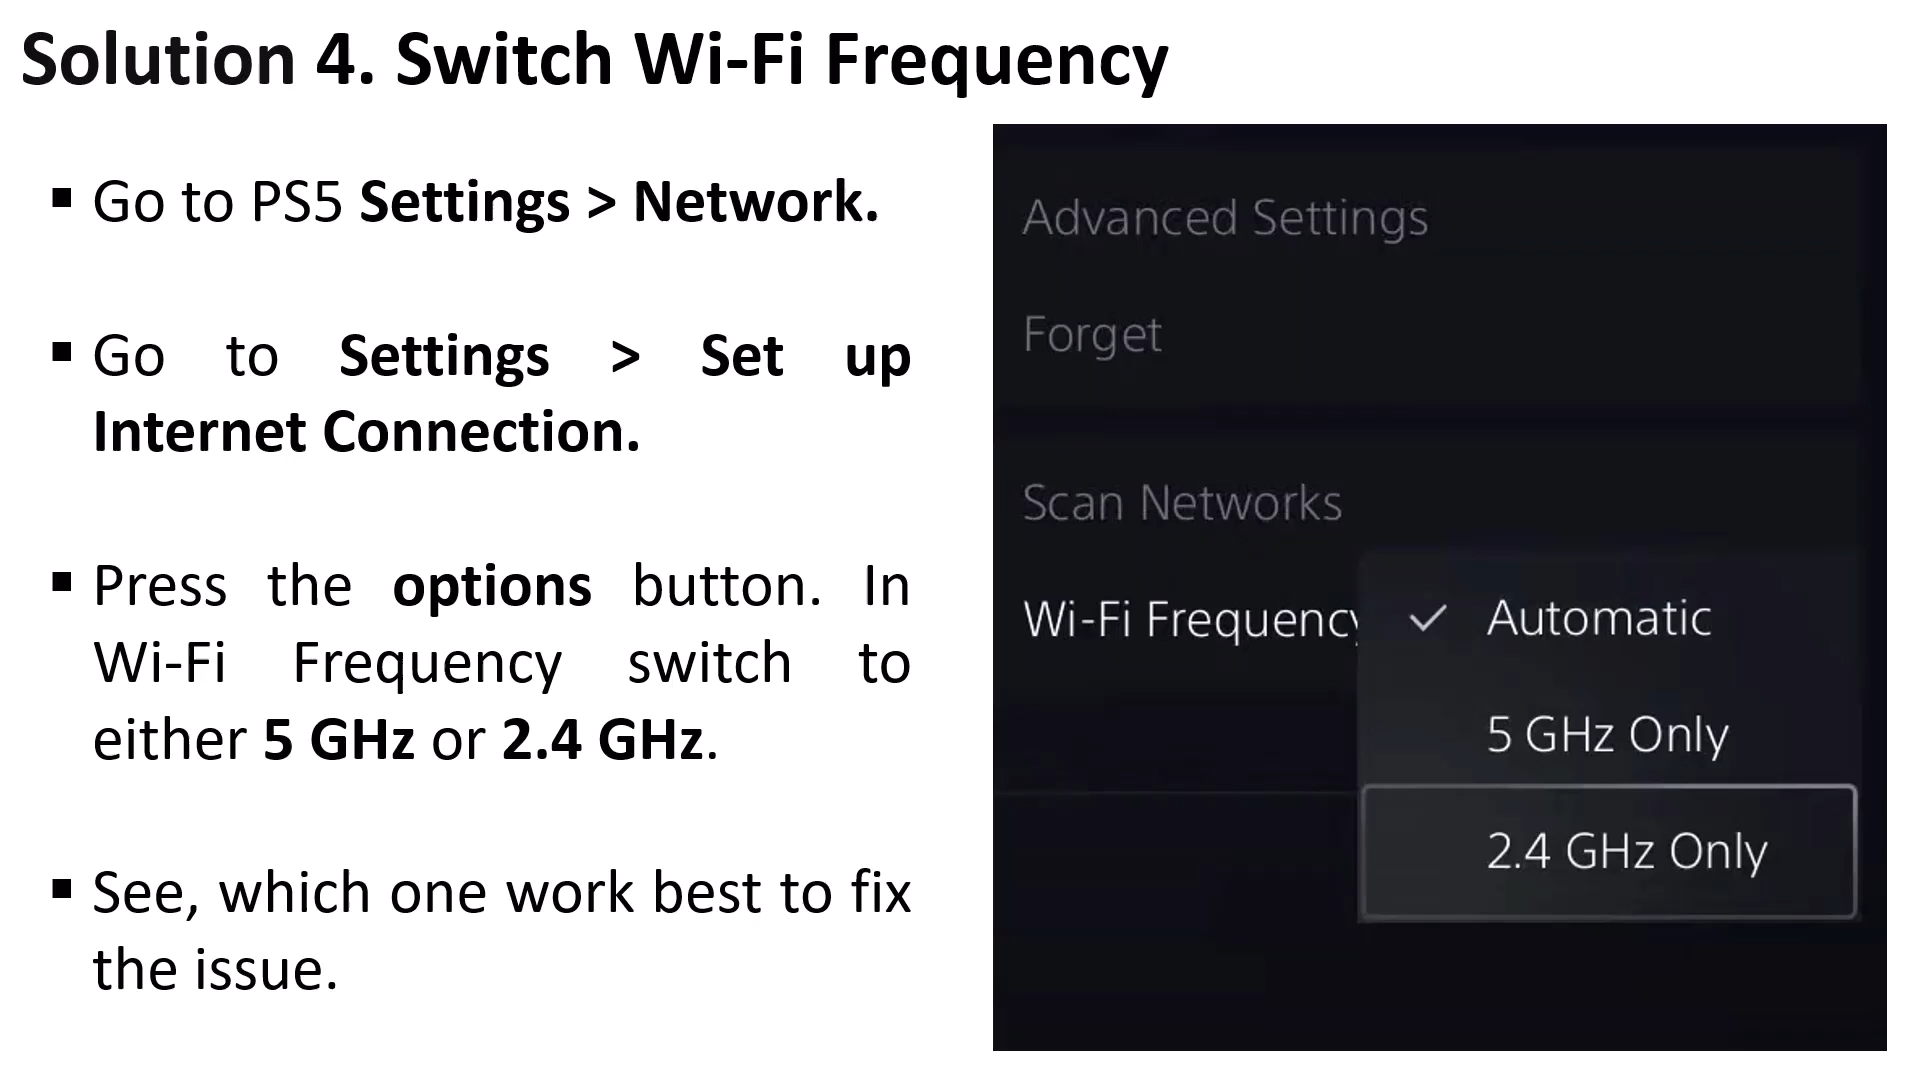 Solution 4. Switch Wi-Fi Frequency
▪ Go to PS5 Settings > Network.
▪ Go to Settings > Set up
Internet Connection.
▪ Press the options button. In
Wi-Fi Frequency switch to
either 5 GHz or 2.4 GHz.
▪ See, which one work best to fix
the issue.
Advanced Settings
Forget
Scan Networks
Wi-Fi Frequency
✓ Automatic
5 GHz Only
2.4 GHz Only